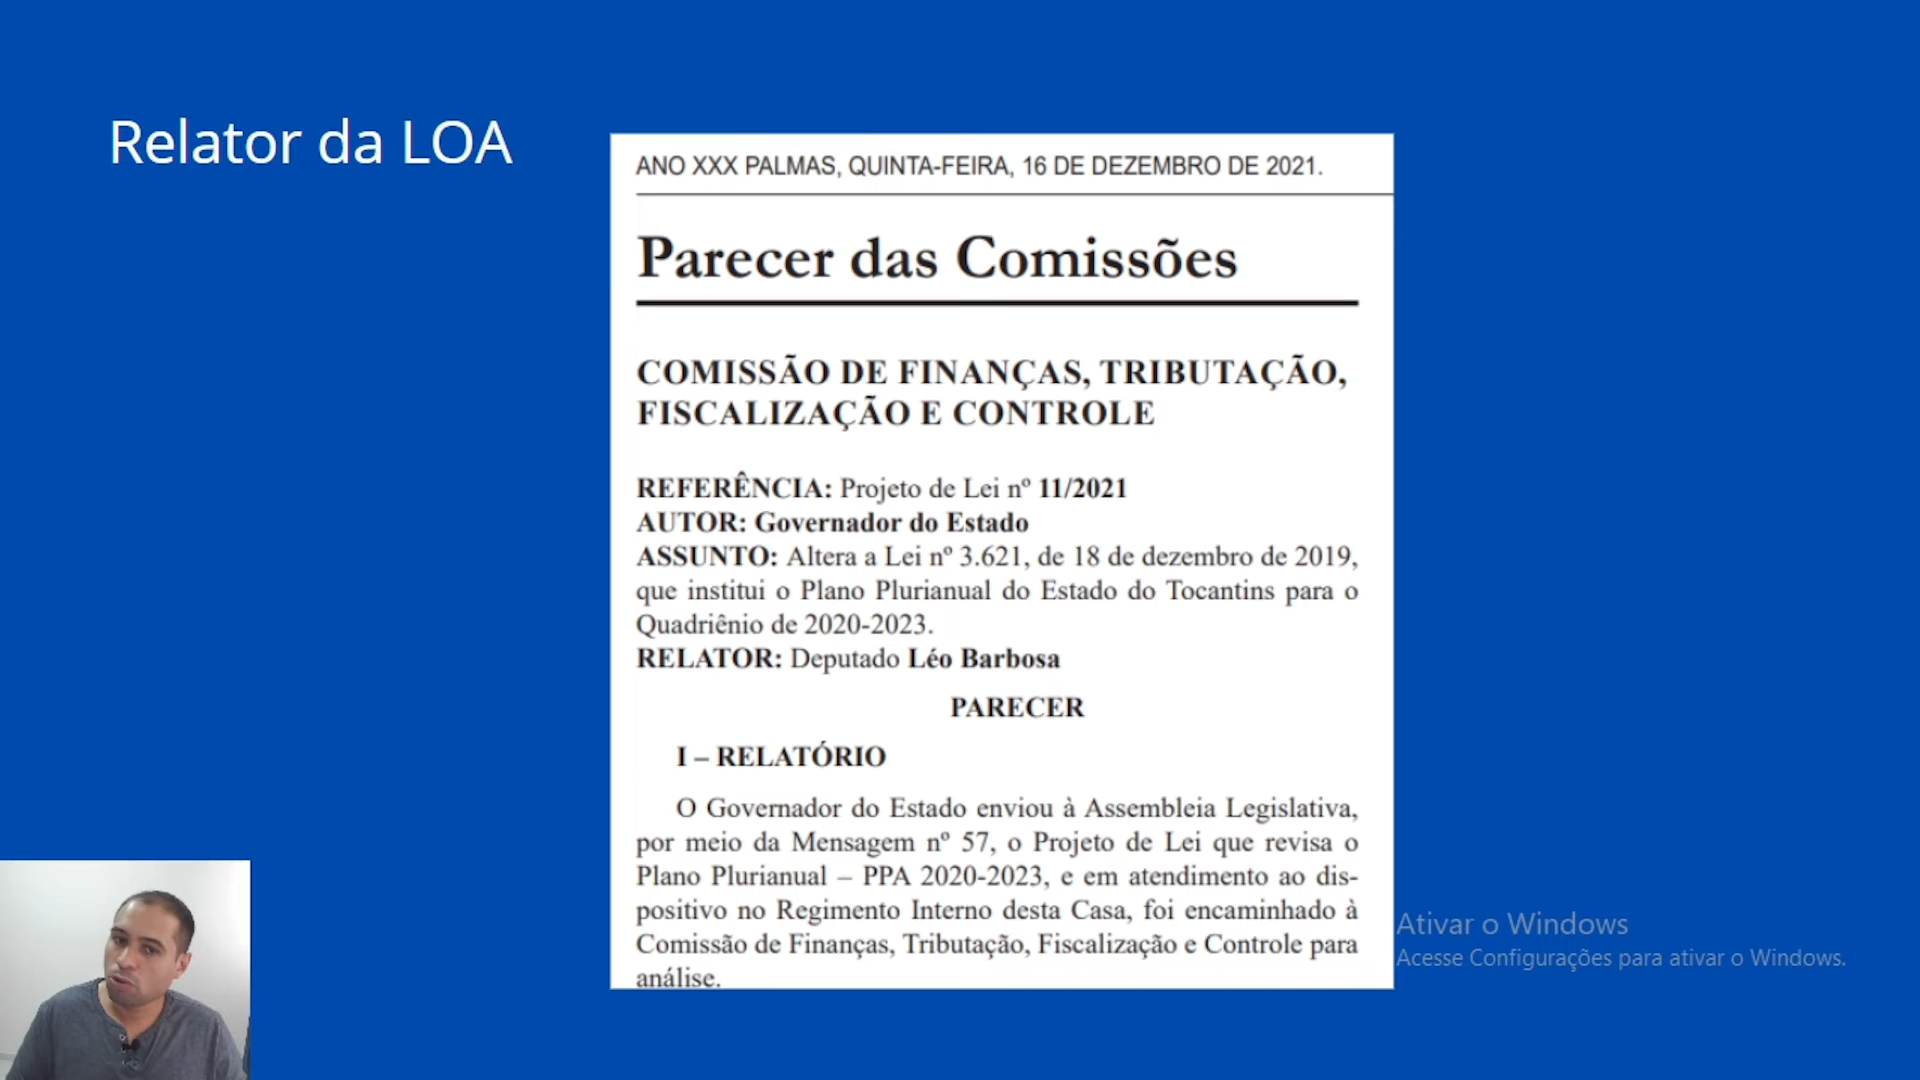 Relator da LOA
ANO XXX PALMAS, QUINTA-FEIRA, 16 DE DEZEMBRO DE 2021.
Parecer das Comissões
COMISSÃO DE FINANÇAS, TRIBUTAÇÃO,
FISCALIZAÇÃO E CONTROLE
REFERÊNCIA: Projeto de Lei nº 11/2021
AUTOR: Governador do Estado
ASSUNTO: Altera a Lei nº 3.621, de 18 de dezembro de 2019,
que institui o Plano Plurianual do Estado do Tocantins para o
Quadriênio de 2020-2023.
RELATOR: Deputado Léo Barbosa
PARECER
I – RELATÓRIO
O Governador do Estado enviou à Assembleia Legislativa,
por meio da Mensagem nº 57, o Projeto de Lei que revisa o
Plano Plurianual – PPA 2020-2023, e em atendimento ao dis-
positivo no Regimento Interno desta Casa, foi encaminhado à
Comissão de Finanças, Tributação, Fiscalização e Controle para
análise.
Ativar o Windows
Acesse Configurações para ativar o Windows.